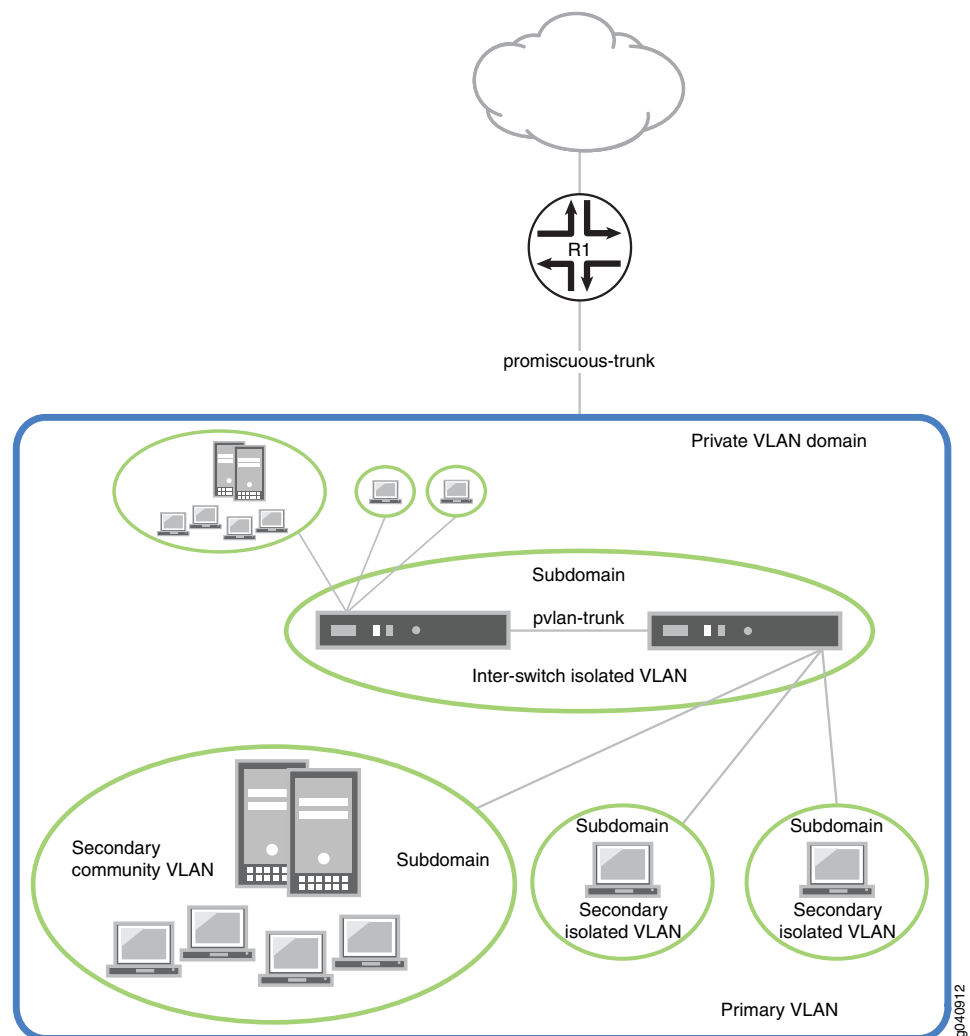 R1
promiscuous-trunk
Private VLAN domain
Subdomain
pvlan-trunk
Inter-switch isolated VLAN
Secondary
community VLAN
Subdomain
Subdomain
Secondary
isolated VLAN
Subdomain
Secondary
isolated VLAN
Primary VLAN
g040912